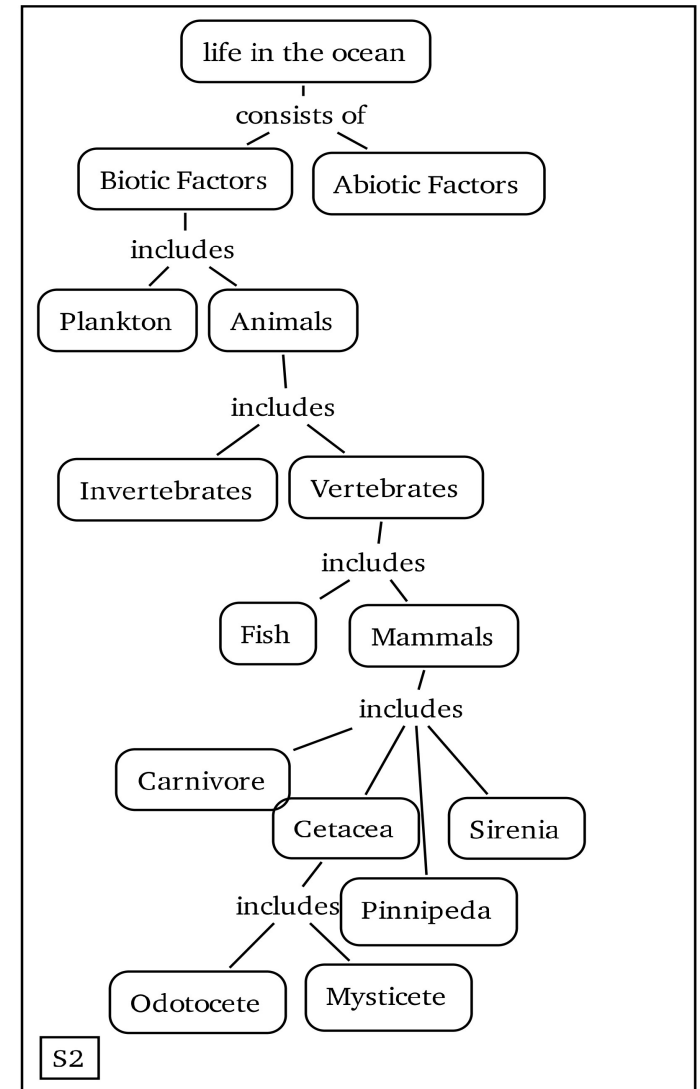 life in the ocean
consists of
Biotic Factors
Abiotic Factors
includes
Plankton
Animals
includes
Invertebrates
Vertebrates
includes
Fish
Mammals
includes
Carnivore
Cetacea
Sirenia
includes
Pinnipeda
Odotocete
Mysticete
S2